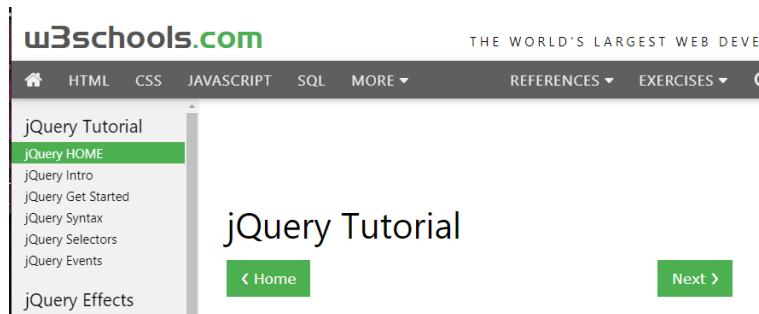 w3schools.com
THE WORLD'S LARGEST WEB DEVE
HTML CSS JAVASCRIPT SQL MORE REFERENCES EXERCISES
jQuery Tutorial
jQuery HOME
jQuery Intro
jQuery Get Started
jQuery Syntax
jQuery Selectors
jQuery Events
jQuery Effects
jQuery Tutorial
❮ Home
Next ❯